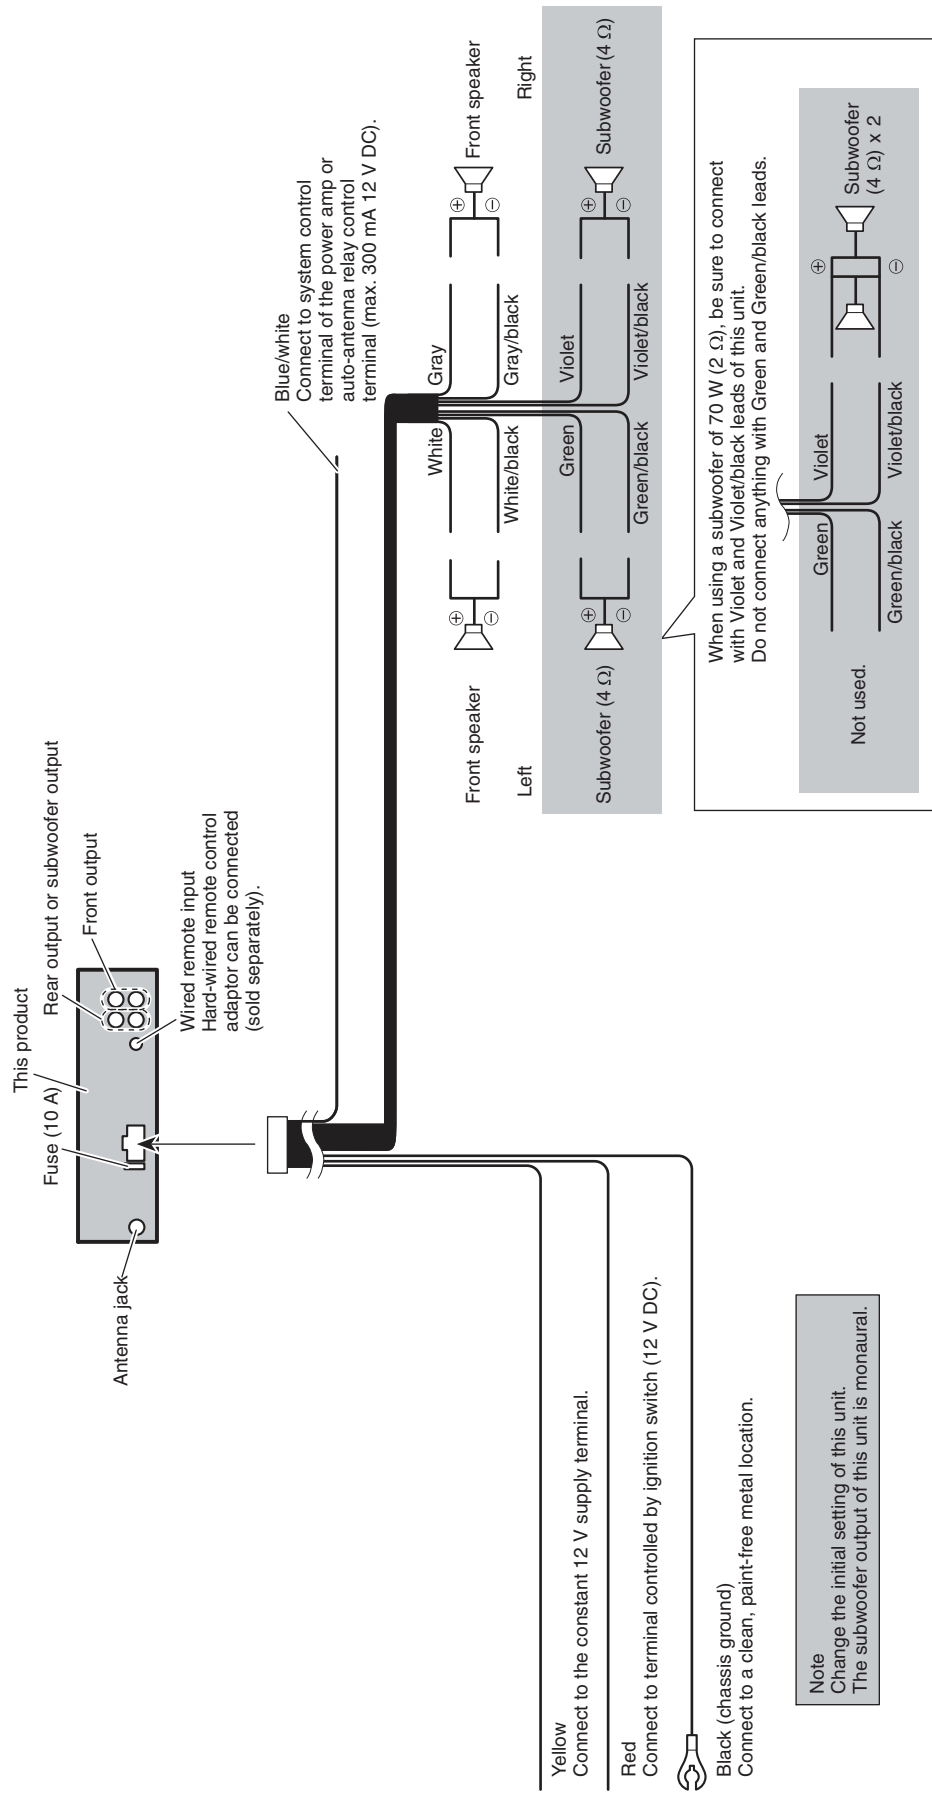 This product
Rear output or subwoofer output
Fuse (10 A)
Front output
Antenna jack
Wired remote input
Hard-wired remote control
adaptor can be connected
(sold separately).
Blue/white
Connect to system control
terminal of the power amp or
auto-antenna relay control
terminal (max. 300 mA 12 V DC).
White
Gray
Front speaker
⊕
⊖
⊕
⊖
Front speaker
White/black
Gray/black
Left
Right
Green
Violet
Subwoofer (4 Ω)
⊕
⊖
⊕
⊖
Subwoofer (4 Ω)
Green/black
Violet/black
When using a subwoofer of 70 W (2 Ω), be sure to connect
with Violet and Violet/black leads of this unit.
Do not connect anything with Green and Green/black leads.
Green
Violet
⊕
⊖
Not used.
Subwoofer
(4 Ω) x 2
Green/black
Violet/black
Yellow
Connect to the constant 12 V supply terminal.
Red
Connect to terminal controlled by ignition switch (12 V DC).
Black (chassis ground)
Connect to a clean, paint-free metal location.
Note
Change the initial setting of this unit.
The subwoofer output of this unit is monaural.